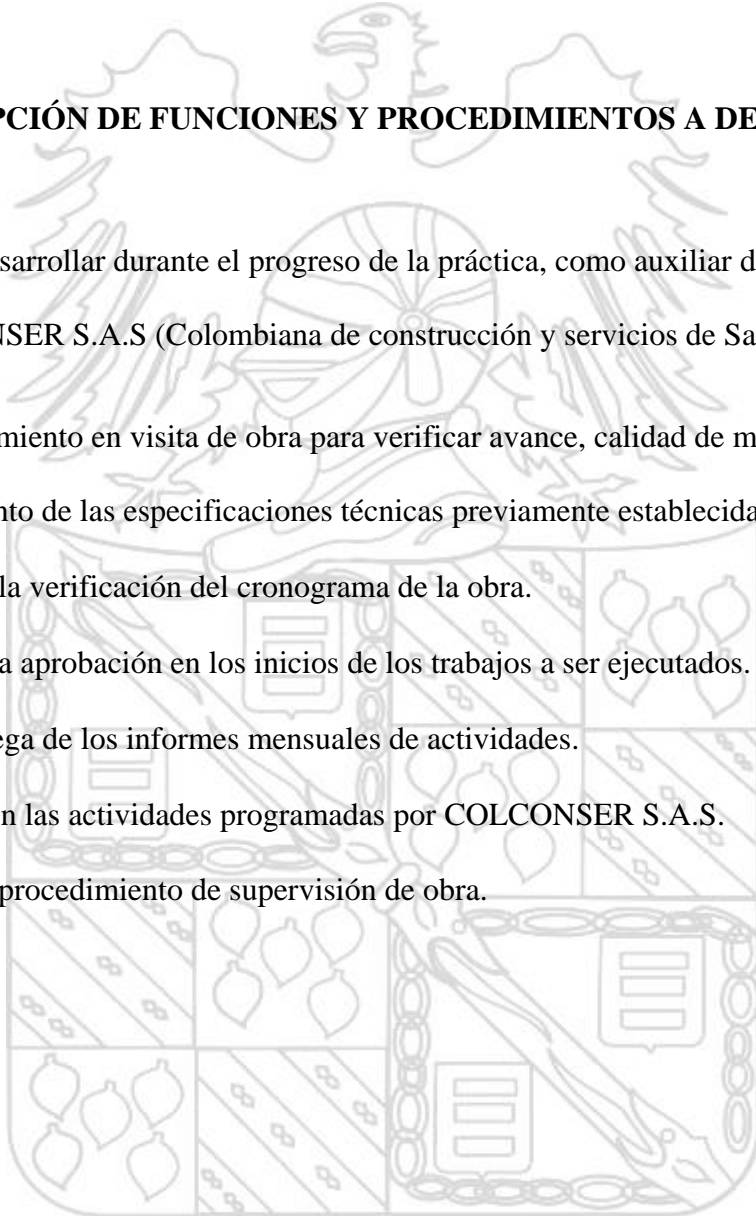 PCIÓN DE FUNCIONES Y PROCEDIMIENTOS A DE
sarrollar durante el progreso de la práctica, como auxiliar d
NSER S.A.S (Colombiana de construcción y servicios de Sa
miento en visita de obra para verificar avance, calidad de m
nto de las especificaciones técnicas previamente establecida
la verificación del cronograma de la obra.
a aprobación en los inicios de los trabajos a ser ejecutados.
ega de los informes mensuales de actividades.
n las actividades programadas por COLCONSER S.A.S.
procedimiento de supervisión de obra.